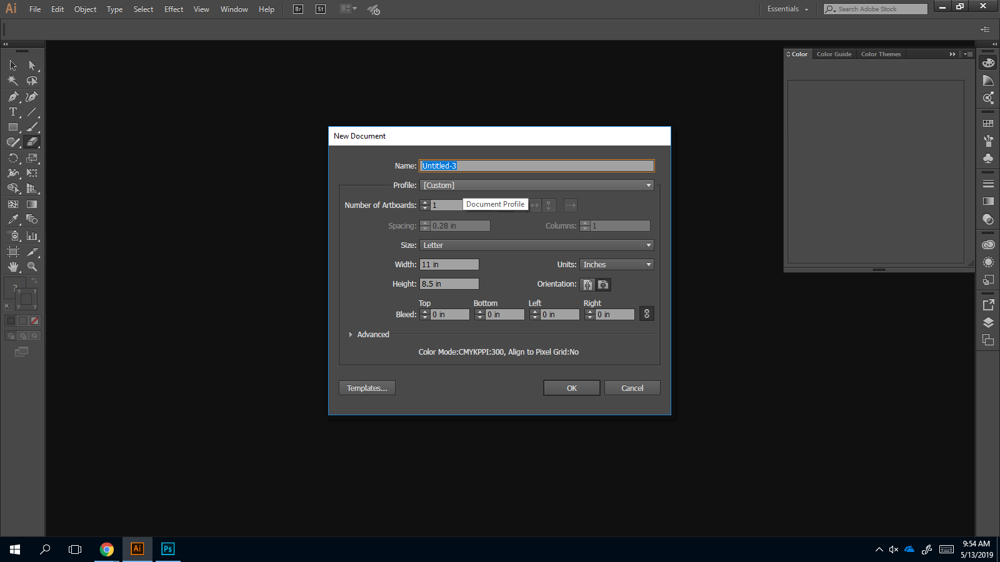 Ai File Edit Object Type Select Effect View Window Help Br St Essentials Search Adobe Stock
Color Color Guide Color Themes
New Document
Name: Untitled-3
Profile: [Custom]
Number of Artboards: 1 Document Profile
Spacing: 0.28 in Columns: 1
Size: Letter
Width: 11 in Units: Inches
Height: 8.5 in Orientation:
Top Bottom Left Right
Bleed: 0 in 0 in 0 in 0 in
Advanced
Color Mode:CMYKPPI:300, Align to Pixel Grid:No
Templates... OK Cancel
Ai Ps
9:54 AM
5/13/2019